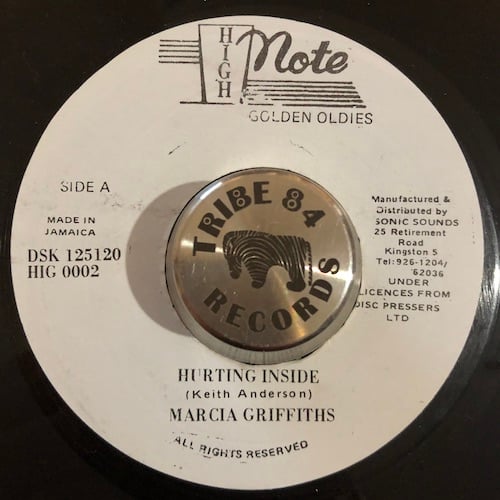 HIGH Note
GOLDEN OLDIES
SIDE A
MADE IN
JAMAICA
DSK 125120
HIG 0002
TRIBE 84
RECORDS
Manufactured &
Distributed by
SONIC SOUNDS
25 Retirement
Road
Kingston 5
Tel:926-1204/
62036
UNDER
LICENCES FROM
DISC PRESSERS
LTD
HURTING INSIDE
(Keith Anderson)
MARCIA GRIFFITHS
ALL RIGHTS RESERVED